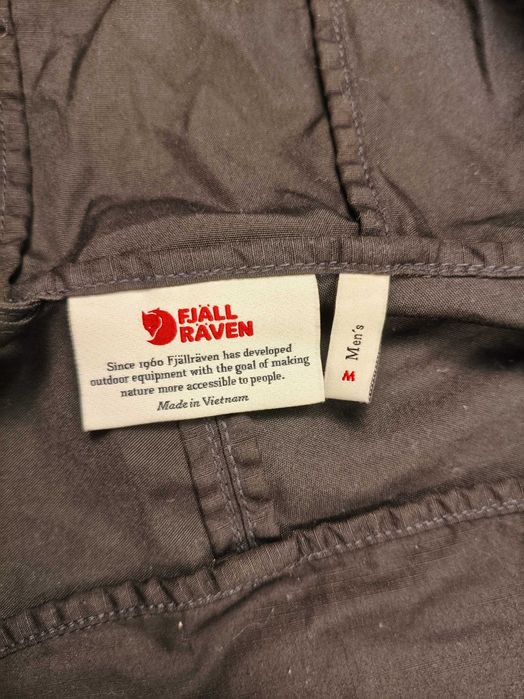 FJÄLL
RÄVEN
Since 1960 Fjällräven has developed
outdoor equipment with the goal of making
nature more accessible to people.
Made in Vietnam
Men's
M